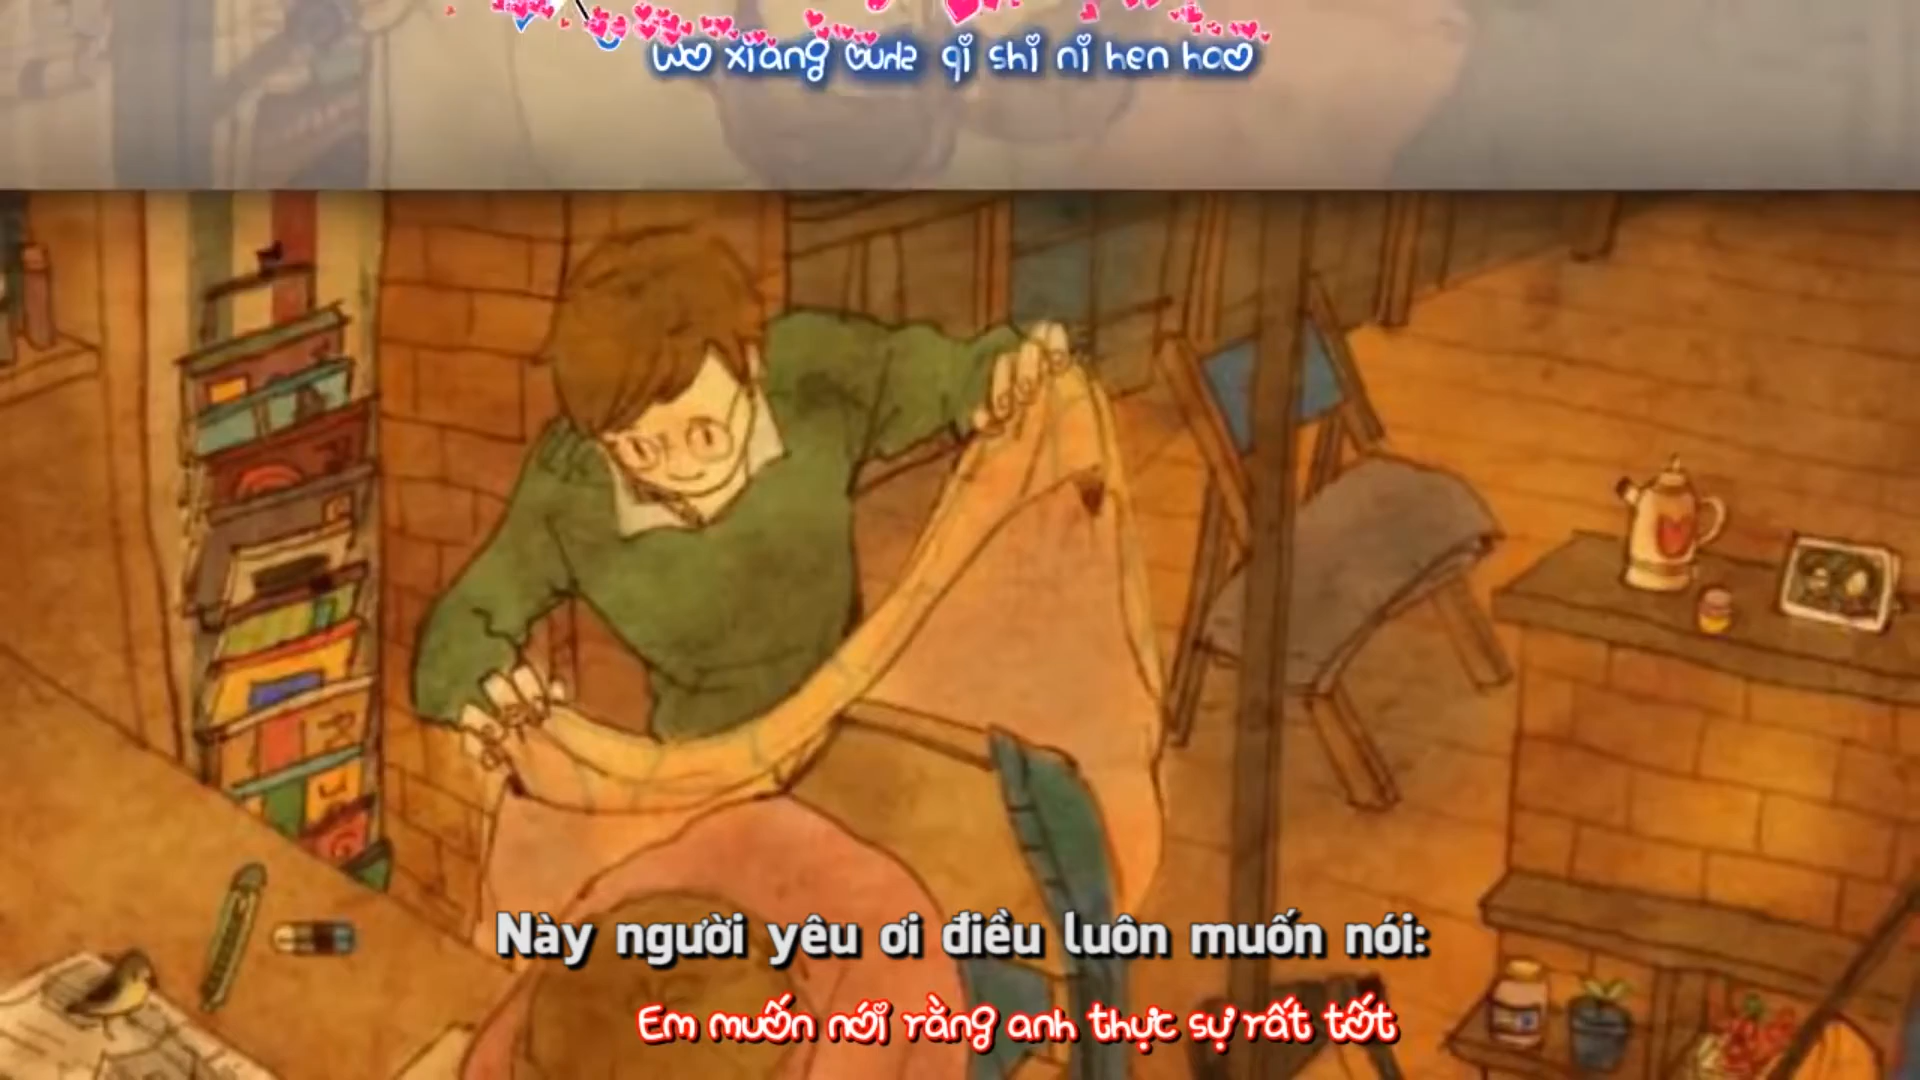 wo xiang shuo qi shi ni hen hao
Này người yêu ơi điều luôn muốn nói:
Em muốn nói rằng anh thực sự rất tốt